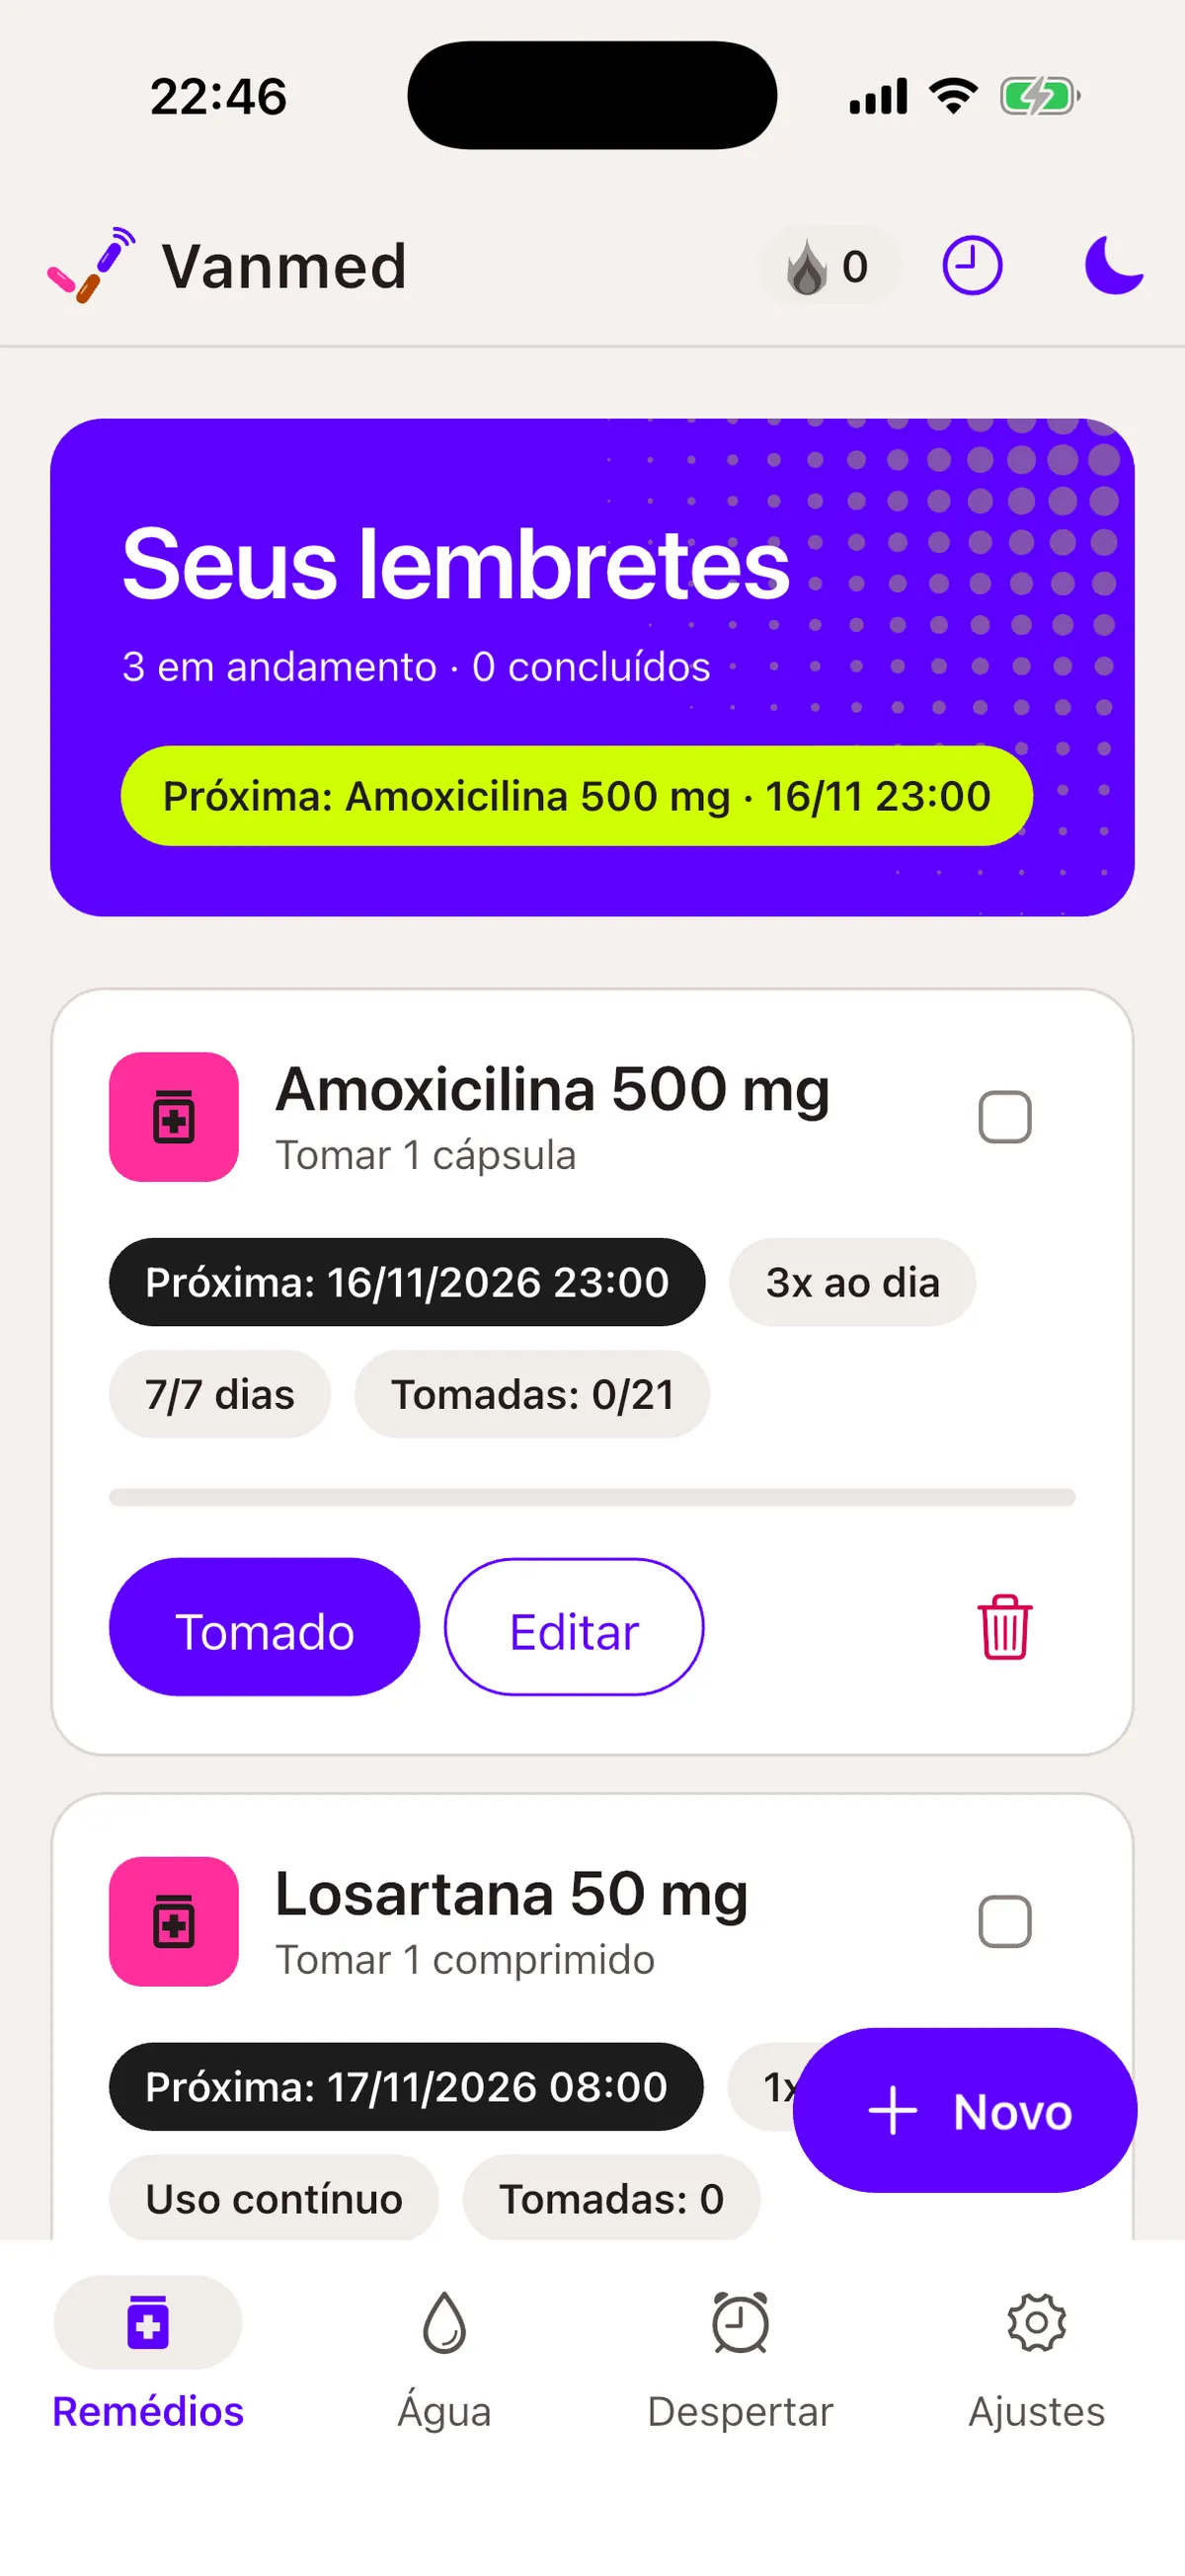 22:46
Vanmed
0
Seus lembretes
3 em andamento · 0 concluídos
Próxima: Amoxicilina 500 mg · 16/11 23:00
Amoxicilina 500 mg
Tomar 1 cápsula
Próxima: 16/11/2026 23:00
3x ao dia
7/7 dias
Tomadas: 0/21
Tomado
Editar
Losartana 50 mg
Tomar 1 comprimido
Próxima: 17/11/2026 08:00
1x
Novo
Uso contínuo
Tomadas: 0
Remédios
Água
Despertar
Ajustes